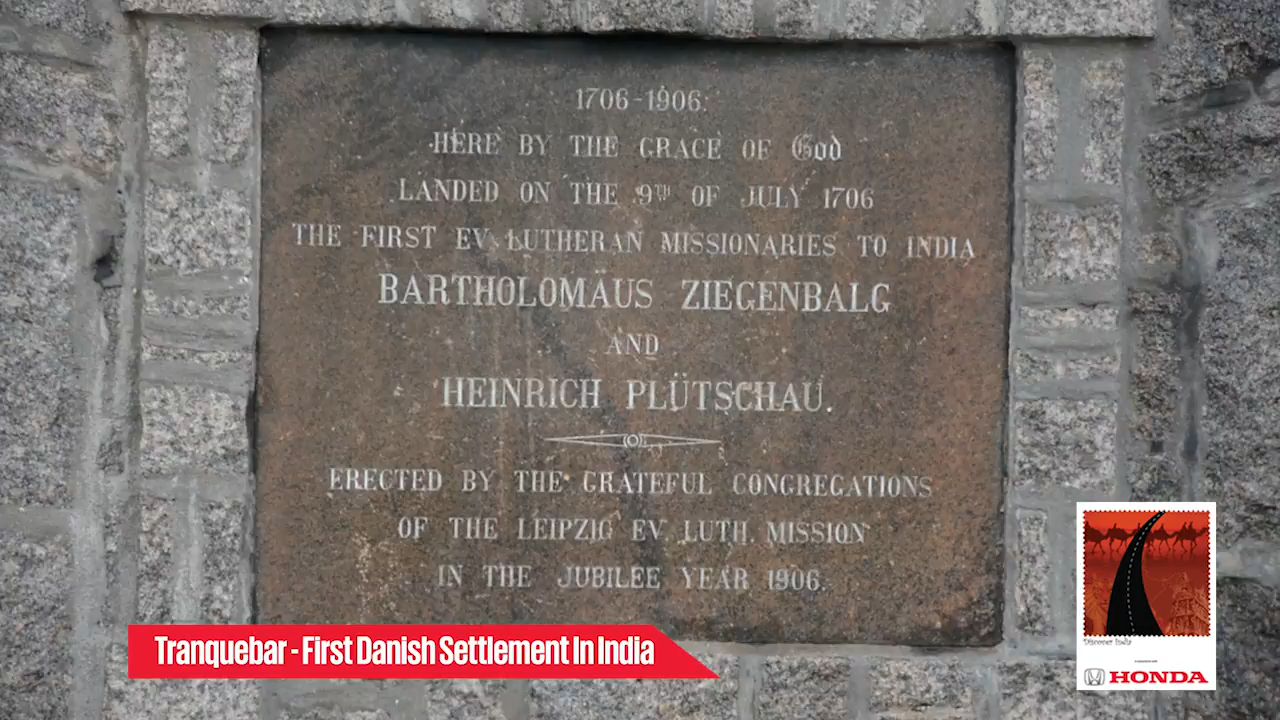 1706-1906.
HERE BY THE GRACE OF God
LANDED ON THE 9TH OF JULY 1706
THE FIRST EV. LUTHERAN MISSIONARIES TO INDIA
BARTHOLOMÄUS ZIEGENBALG
AND
HEINRICH PLÜTSCHAU.
ERECTED BY THE GRATEFUL CONGREGATIONS
OF THE LEIPZIG EV. LUTH. MISSION
IN THE JUBILEE YEAR 1906.
Tranquebar - First Danish Settlement In India
Discover India
HONDA